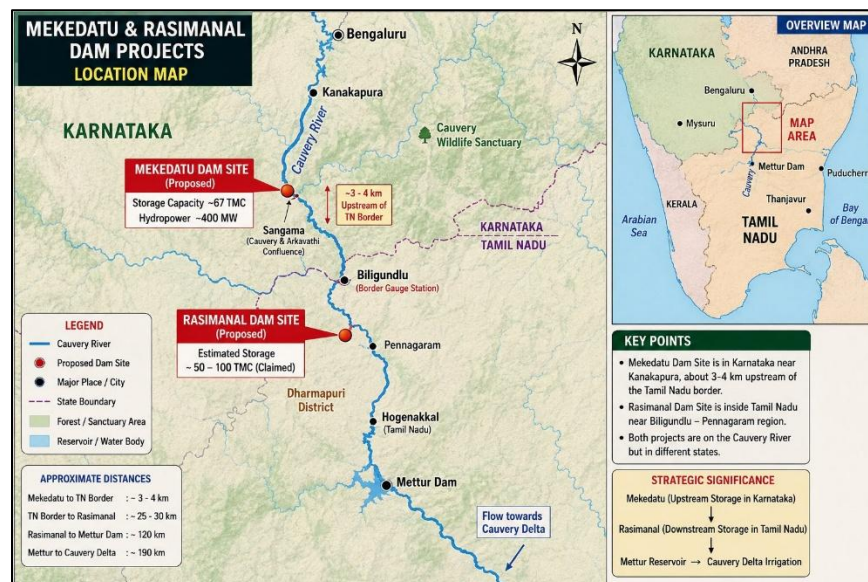 MEKEDATU & RASIMANAL
DAM PROJECTS
LOCATION MAP
Bengaluru
N
Kanakapura
KARNATAKA
Cauvery River
Cauvery
Wildlife Sanctuary
MEKEDATU DAM SITE
(Proposed)
Storage Capacity ~67 TMC
Hydropower ~400 MW
~3 - 4 km
Upstream of
TN Border
Sangama
(Cauvery & Arkavathi
Confluence)
KARNATAKA
TAMIL NADU
Biligundlu
(Border Gauge Station)
RASIMANAL DAM SITE
(Proposed)
Estimated Storage
~ 50 – 100 TMC (Claimed)
Pennagaram
Dharmapuri
District
Hogenakkal
(Tamil Nadu)
Mettur Dam
Flow towards
Cauvery Delta
LEGEND
Cauvery River
Proposed Dam Site
Major Place / City
State Boundary
Forest / Sanctuary Area
Reservoir / Water Body
APPROXIMATE DISTANCES
Mekedatu to TN Border : ~ 3 - 4 km
TN Border to Rasimanal : ~ 25 - 30 km
Rasimanal to Mettur Dam : ~ 120 km
Mettur to Cauvery Delta : ~ 190 km
OVERVIEW MAP
KARNATAKA
ANDHRA
PRADESH
Bengaluru
Mysuru
MAP
AREA
Mettur Dam
Cauvery
Puducherr
KERALA
Thanjavur
Arabian
Sea
TAMIL
NADU
Bay
of Beng
KEY POINTS
• Mekedatu Dam Site is in Karnataka near
Kanakapura, about 3-4 km upstream of
the Tamil Nadu border.
• Rasimanal Dam Site is inside Tamil Nadu
near Biligundlu – Pennagaram region.
• Both projects are on the Cauvery River
but in different states.
STRATEGIC SIGNIFICANCE
Mekedatu (Upstream Storage in Karnataka)
↓
Rasimanal (Downstream Storage in Tamil Nadu)
↓
Mettur Reservoir → Cauvery Delta Irrigation